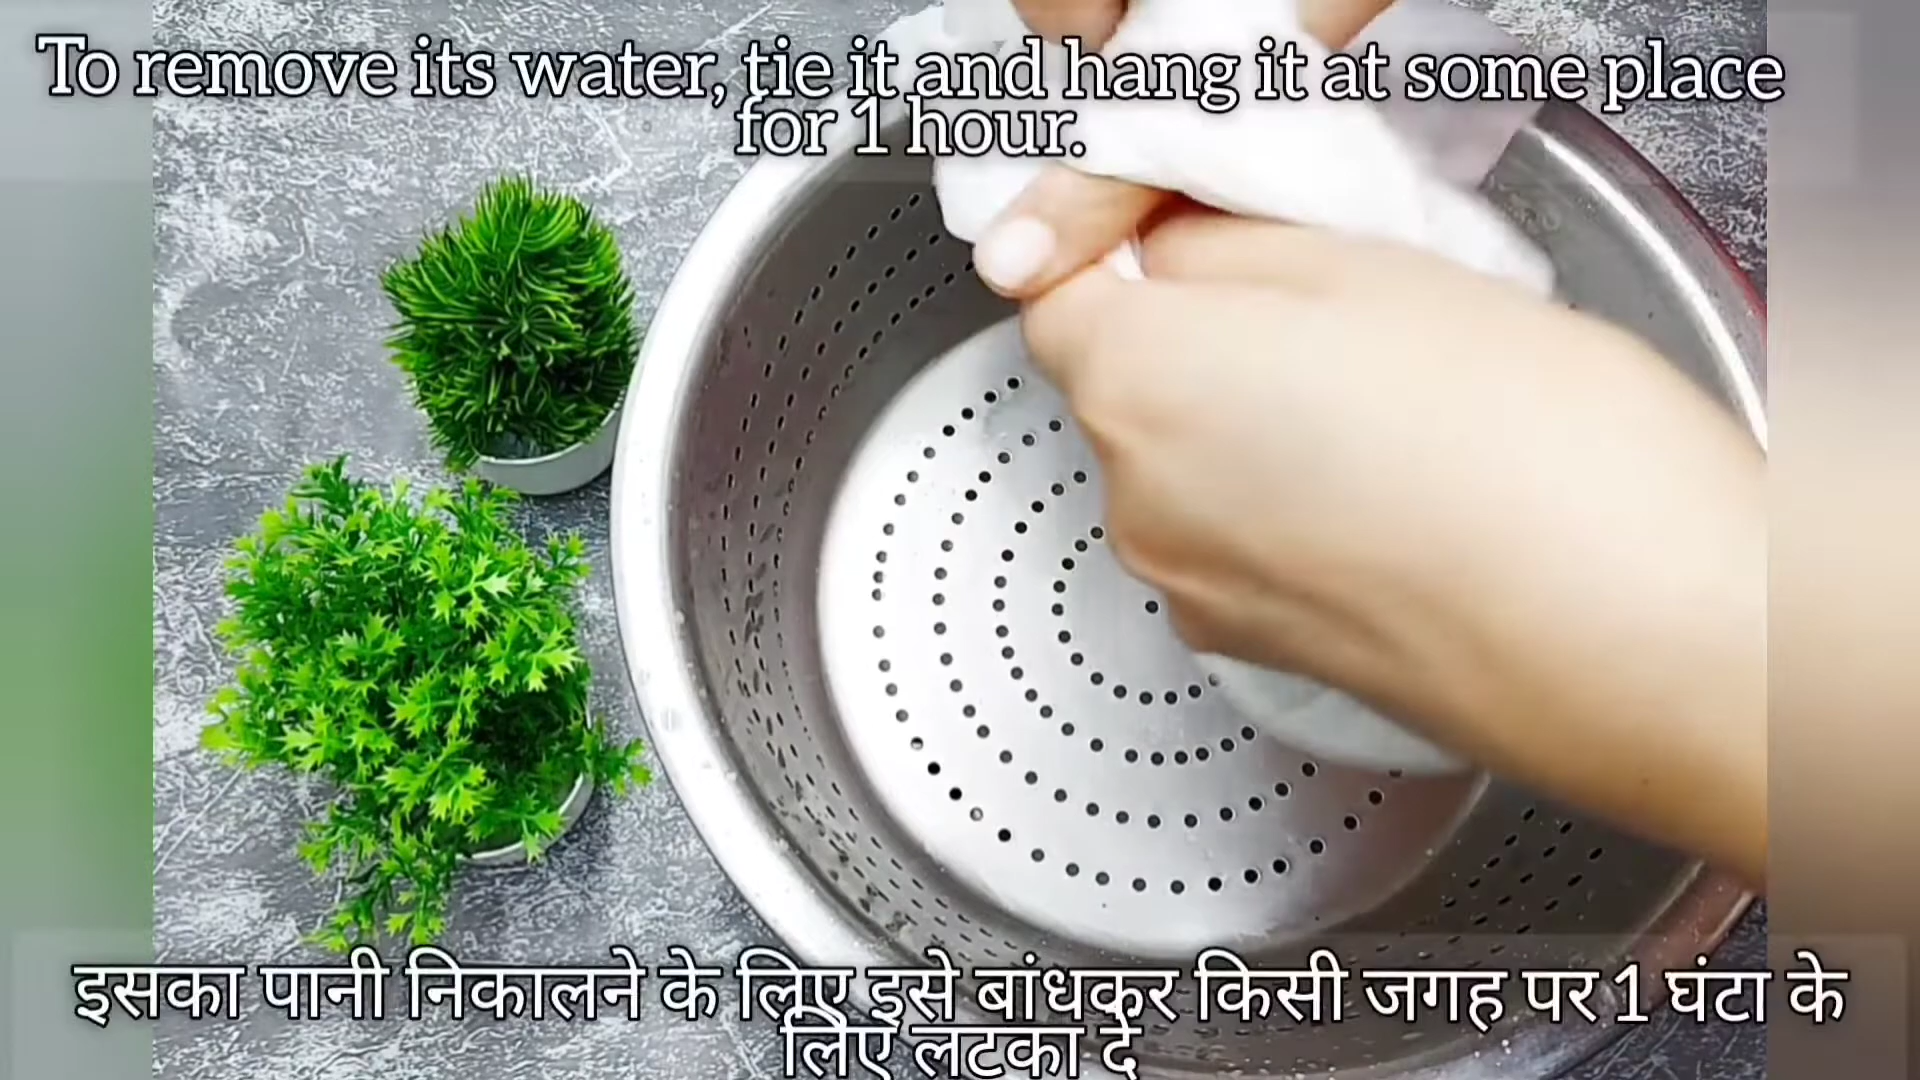 To remove its water, tie it and hang it at some place
for 1 hour.
इसका पानी निकालने के लिए इसे बांधकर किसी जगह पर 1 घंटा के
लिए लटका दे